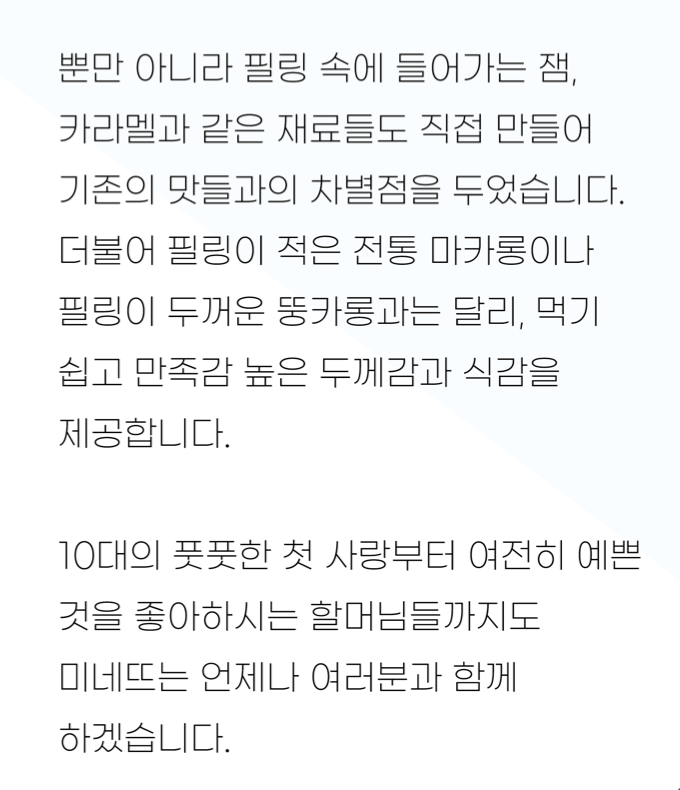 뿐만 아니라 필링 속에 들어가는 잼,
카라멜과 같은 재료들도 직접 만들어
기존의 맛들과의 차별점을 두었습니다.
더불어 필링이 적은 전통 마카롱이나
필링이 두꺼운 뚱카롱과는 달리, 먹기
쉽고 만족감 높은 두께감과 식감을
제공합니다.
10대의 풋풋한 첫 사랑부터 여전히 예쁜
것을 좋아하시는 할머님들까지도
미네뜨는 언제나 여러분과 함께
하겠습니다.